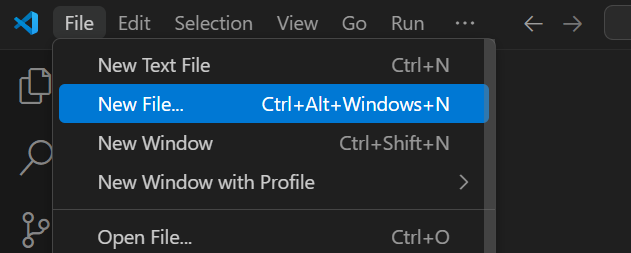 File Edit Selection View Go Run ...
New Text File Ctrl+N
New File... Ctrl+Alt+Windows+N
New Window Ctrl+Shift+N
New Window with Profile
Open File... Ctrl+O